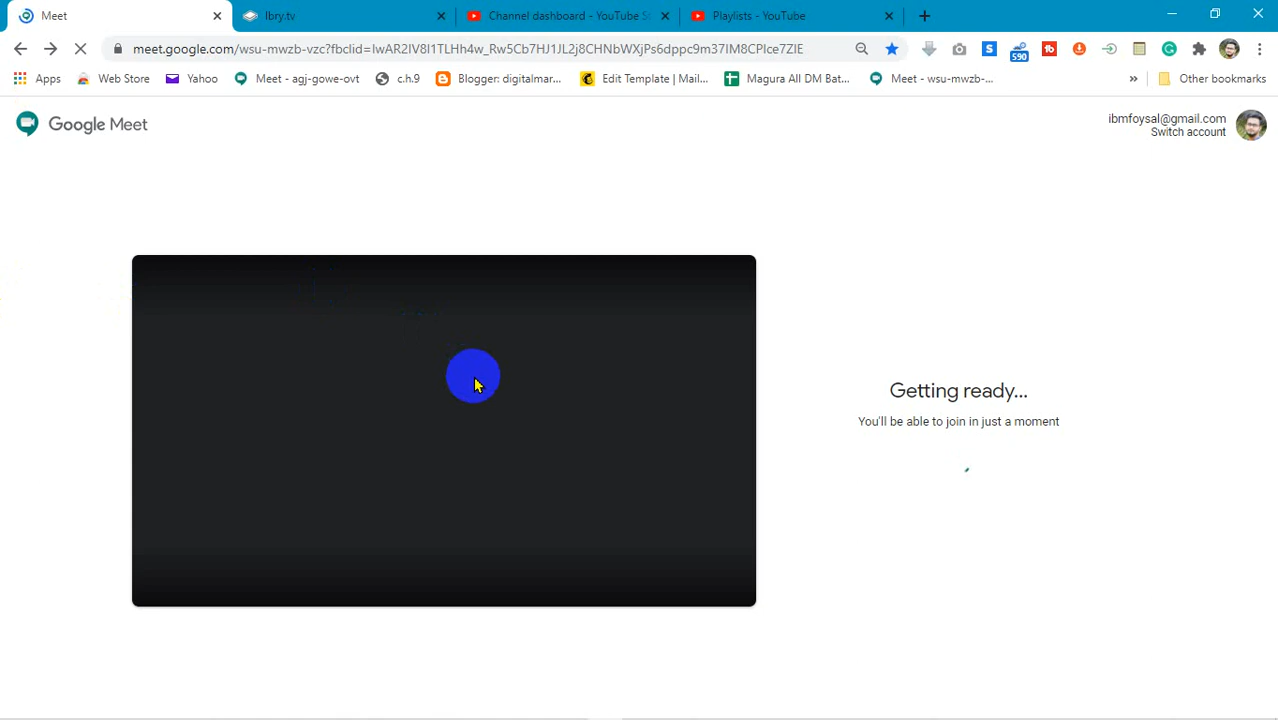 Meet
lbry.tv
Channel dashboard - YouTube St
Playlists - YouTube
meet.google.com/wsu-mwzb-vzc?fbclid=IwAR2IV8I1TLHh4w_Rw5Cb7HJ1JL2j8CHNbWXjPs6dppc9m37IM8CPIce7ZIE
590
Apps
Web Store
Yahoo
Meet - agj-gowe-ovt
c.h.9
Blogger: digitalmar...
Edit Template | Mail...
Magura All DM Bat...
Meet - wsu-mwzb-...
»
Other bookmarks
Google Meet
ibmfoysal@gmail.com
Switch account
Getting ready...
You'll be able to join in just a moment